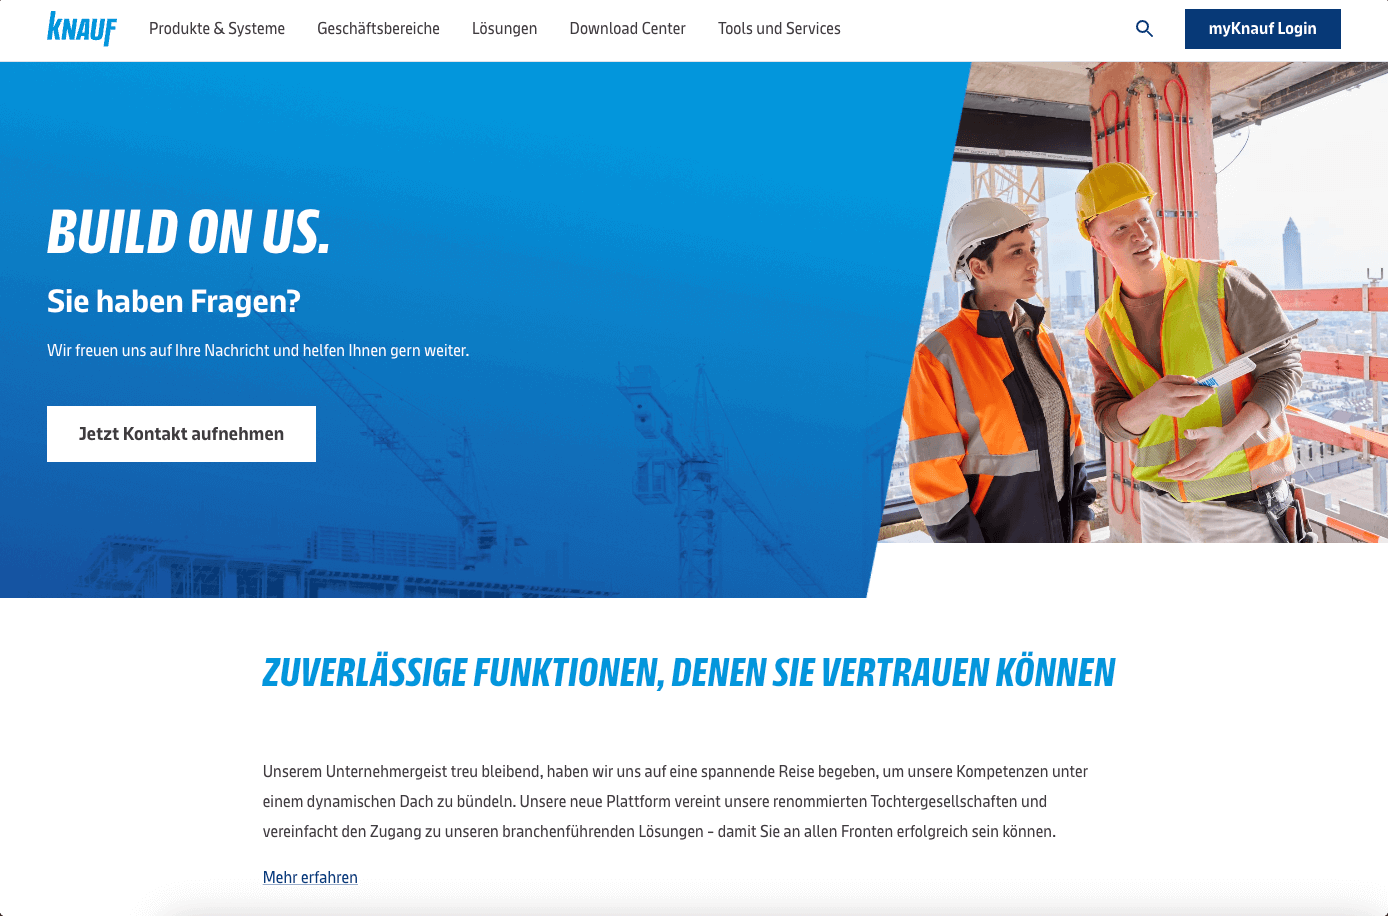 KNAUF
Produkte & Systeme
Geschäftsbereiche
Lösungen
Download Center
Tools und Services
myKnauf Login
BUILD ON US.
Sie haben Fragen?
Wir freuen uns auf Ihre Nachricht und helfen Ihnen gern weiter.
Jetzt Kontakt aufnehmen
ZUVERLÄSSIGE FUNKTIONEN, DENEN SIE VERTRAUEN KÖNNEN
Unserem Unternehmergeist treu bleibend, haben wir uns auf eine spannende Reise begeben, um unsere Kompetenzen unter
einem dynamischen Dach zu bündeln. Unsere neue Plattform vereint unsere renommierten Tochtergesellschaften und
vereinfacht den Zugang zu unseren branchenführenden Lösungen – damit Sie an allen Fronten erfolgreich sein können.
Mehr erfahren